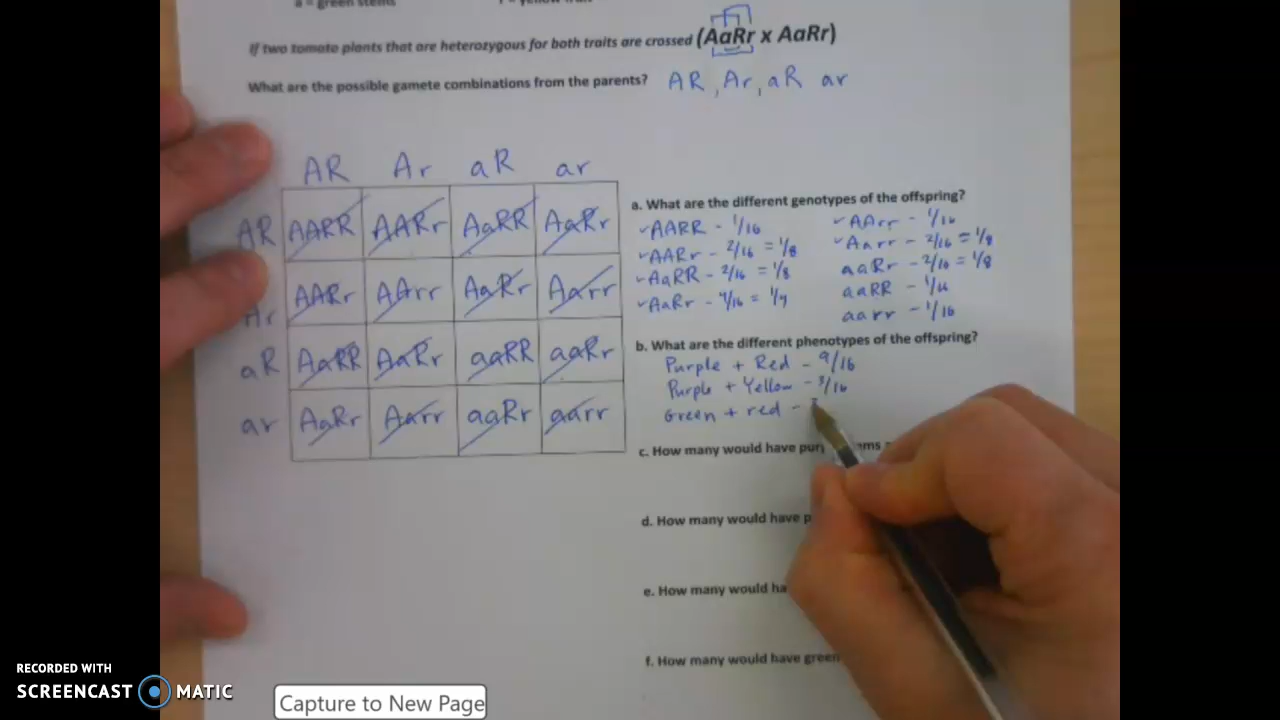 a = green stems
If two tomato plants that are heterozygous for both traits are crossed (AaRr x AaRr)
What are the possible gamete combinations from the parents? AR, Ar, aR ar
AR Ar aR ar
AR AARR AARr AaRR AaRr
Ar AARr AArr AaRr Aarr
aR AaRR AaRr aaRR aaRr
ar AaRr Aarr aaRr aarr
a. What are the different genotypes of the offspring?
✓AARR - 1/16
✓AARr - 2/16 = 1/8
✓AaRR - 2/16 = 1/8
✓AaRr - 4/16 = 1/4
✓AArr - 1/16
✓Aarr - 2/16 = 1/8
aaRr - 2/16 = 1/8
aaRR - 1/16
aarr - 1/16
b. What are the different phenotypes of the offspring?
Purple + Red - 9/16
Purple + Yellow - 3/16
Green + red -
c. How many would have
d. How many would have
e. How many would
f. How many would have green
RECORDED WITH
SCREENCAST MATIC
Capture to New Page